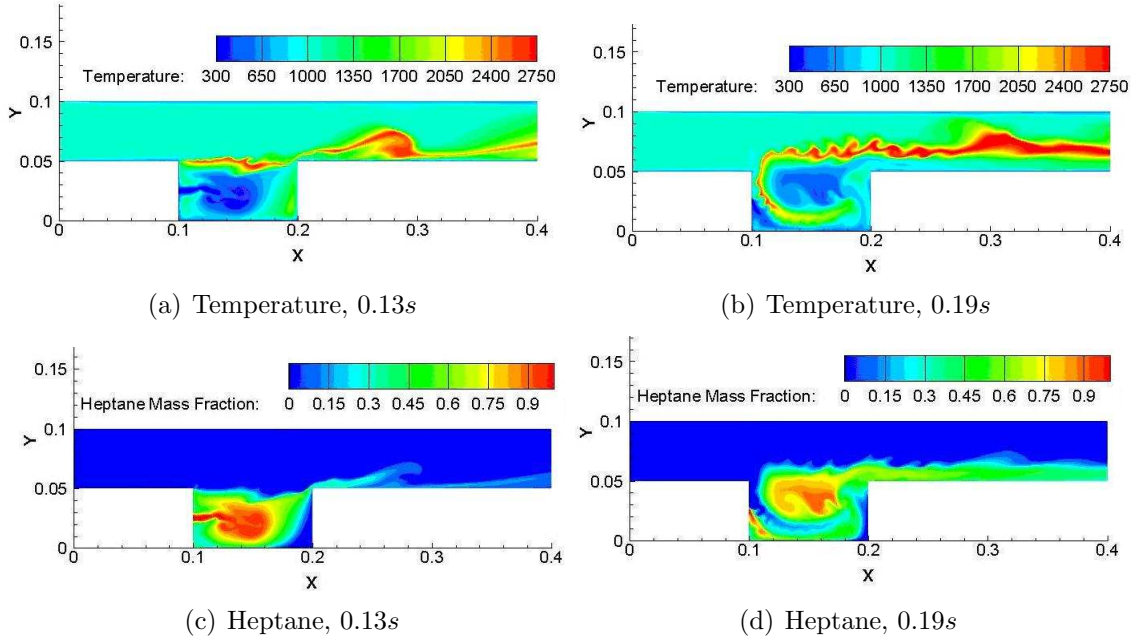 0.15
Temperature:
300 650 1000 1350 1700 2050 2400 2750
0.1
Y
0.05
0
0 0.1 0.2 0.3 0.4
X
(a) Temperature, 0.13s
0.15
Temperature:
300 650 1000 1350 1700 2050 2400 2750
0.1
Y
0.05
0
0 0.1 0.2 0.3 0.4
X
(b) Temperature, 0.19s
0.15
Heptane Mass Fraction: 0 0.15 0.3 0.45 0.6 0.75 0.9
0.1
Y
0.05
0
0 0.1 0.2 0.3 0.4
X
(c) Heptane, 0.13s
0.15
Heptane Mass Fraction: 0 0.15 0.3 0.45 0.6 0.75 0.9
0.1
Y
0.05
0
0 0.1 0.2 0.3 0.4
X
(d) Heptane, 0.19s